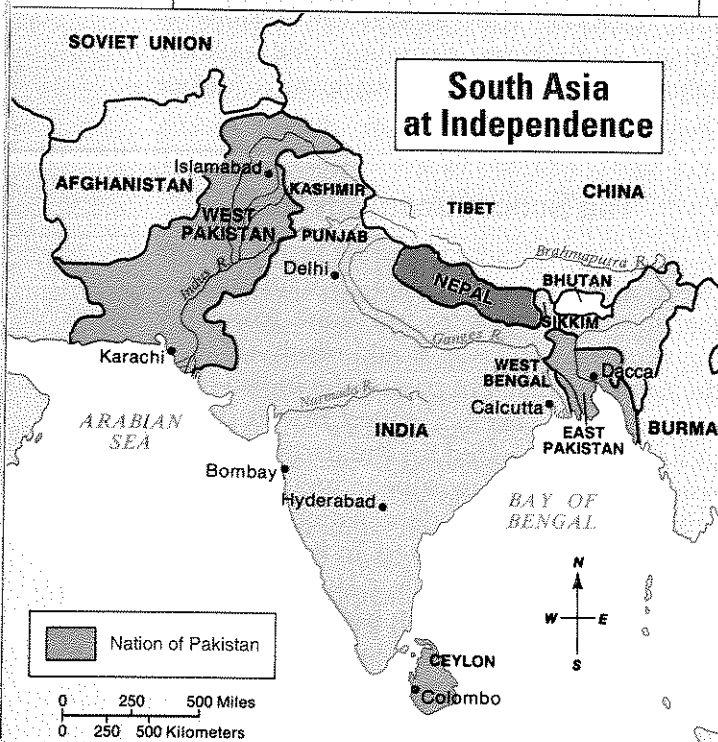 SOVIET UNION
South Asia
at Independence
Islamabad
AFGHANISTAN
KASHMIR
CHINA
WEST
PAKISTAN
TIBET
PUNJAB
Brahmaputra R.
Indus R.
Delhi
NEPAL
BHUTAN
SIKKIM
Ganges R.
Karachi
WEST
BENGAL
Dacca
Narmada R.
Calcutta
ARABIAN
SEA
INDIA
EAST
PAKISTAN
BURMA
Bombay
Hyderabad
BAY OF
BENGAL
N
W E
S
Nation of Pakistan
CEYLON
Colombo
0 250 500 Miles
0 250 500 Kilometers